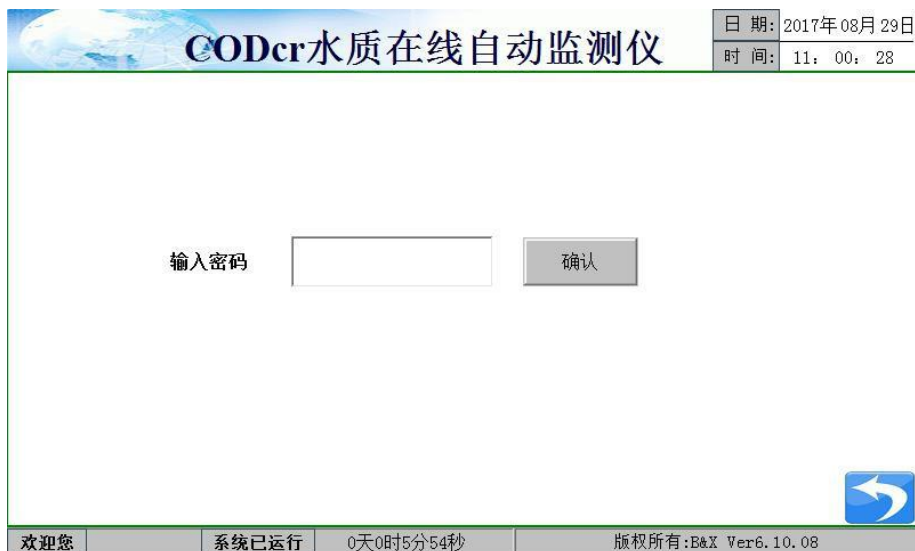 CODcr水质在线自动监测仪
日 期: 2017年08月29日
时 间: 11: 00: 28
输入密码
确认
欢迎您 系统已运行 0天0时5分54秒 版权所有:B&X Ver6.10.08